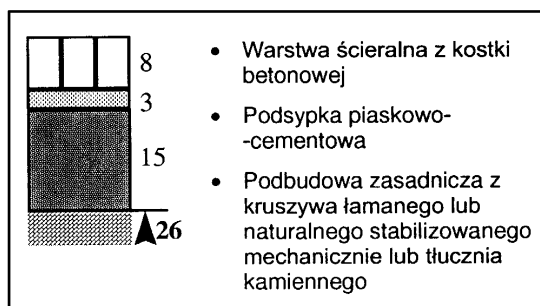 8
3
15
26
• Warstwa ścieralna z kostki
betonowej
• Podsypka piaskowo-
-cementowa
• Podbudowa zasadnicza z
kruszywa łamanego lub
naturalnego stabilizowanego
mechanicznie lub tłucznia
kamiennego